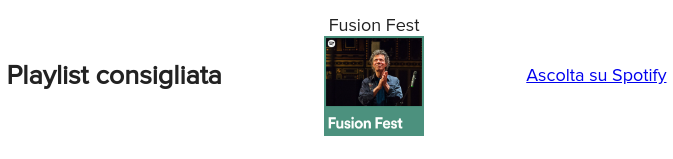 Fusion Fest
Playlist consigliata
Fusion Fest
Ascolta su Spotify